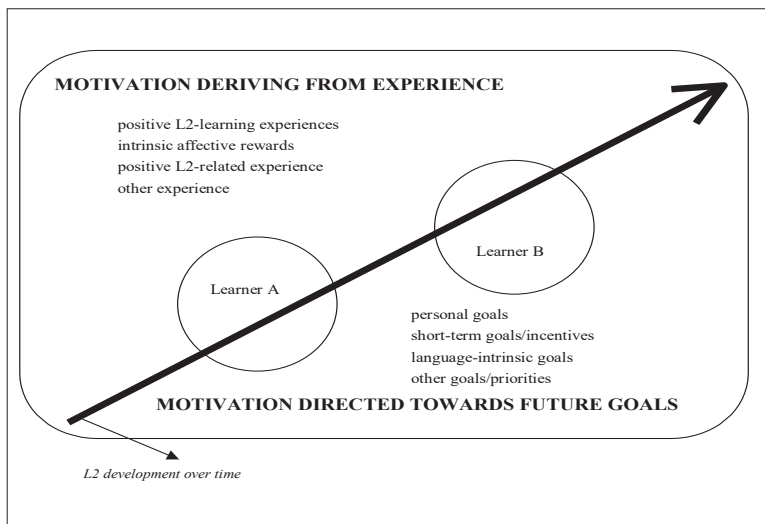 MOTIVATION DERIVING FROM EXPERIENCE
positive L2-learning experiences
intrinsic affective rewards
positive L2-related experience
other experience
Learner B
Learner A
personal goals
short-term goals/incentives
language-intrinsic goals
other goals/priorities
MOTIVATION DIRECTED TOWARDS FUTURE GOALS
L2 development over time